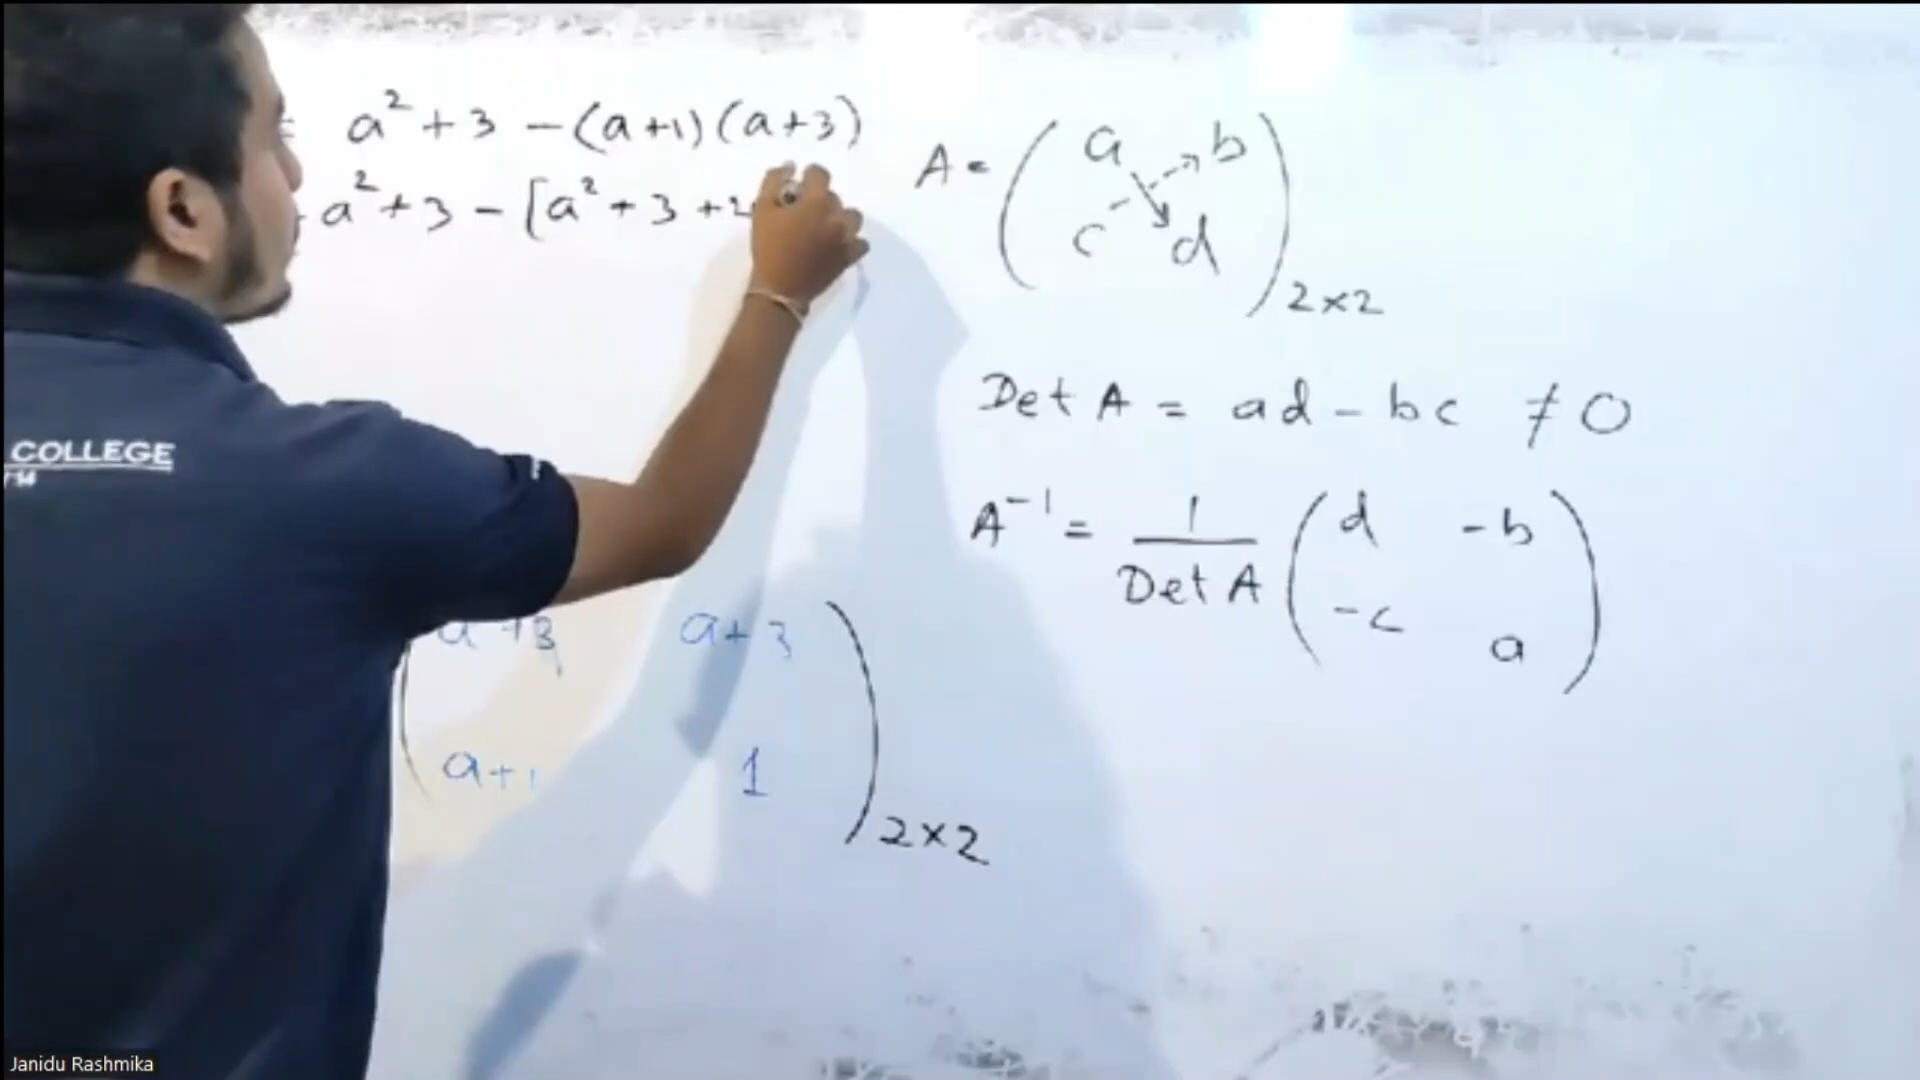 = a² + 3 - (a+1)(a+3)
a² + 3 - [a² + 3 +
A = ( a b
c d ) 2×2
Det A = ad - bc ≠ 0
A⁻¹ = 1/Det A ( d -b
-c a )
a+3
a+1 1 ) 2×2
COLLEGE
Janidu Rashmika